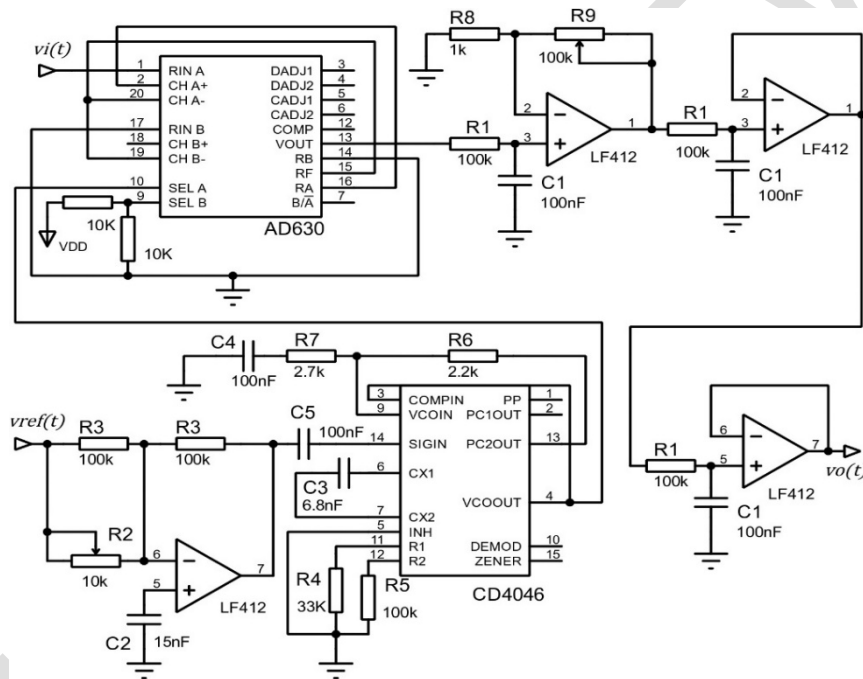 vi(t)
1 RIN A
2 CH A+
20 CH A-
17 RIN B
18 CH B+
19 CH B-
10 SEL A
9 SEL B
DADJ1 3
DADJ2 4
CADJ1 5
CADJ2 6
COMP 12
VOUT 13
RB 14
RF 15
RA 16
B/A 7
AD630
10K
VDD
10K
R8
1k
R9
100k
R1
100k
2
3
1
LF412
C1
100nF
R1
100k
2
3
1
LF412
C1
100nF
C4
100nF
R7
2.7k
R6
2.2k
vref(t)
R3
100k
R3
100k
R2
10k
6
5
7
LF412
C2
15nF
C5
100nF
C3
6.8nF
3 COMPIN
9 VCOIN
14 SIGIN
6 CX1
7 CX2
5 INH
11 R1
12 R2
PP 1
PC1OUT 2
PC2OUT 13
VCOOUT 4
DEMOD 10
ZENER 15
CD4046
R4
33K
R5
100k
R1
100k
6
5
7
LF412
C1
100nF
vo(t)